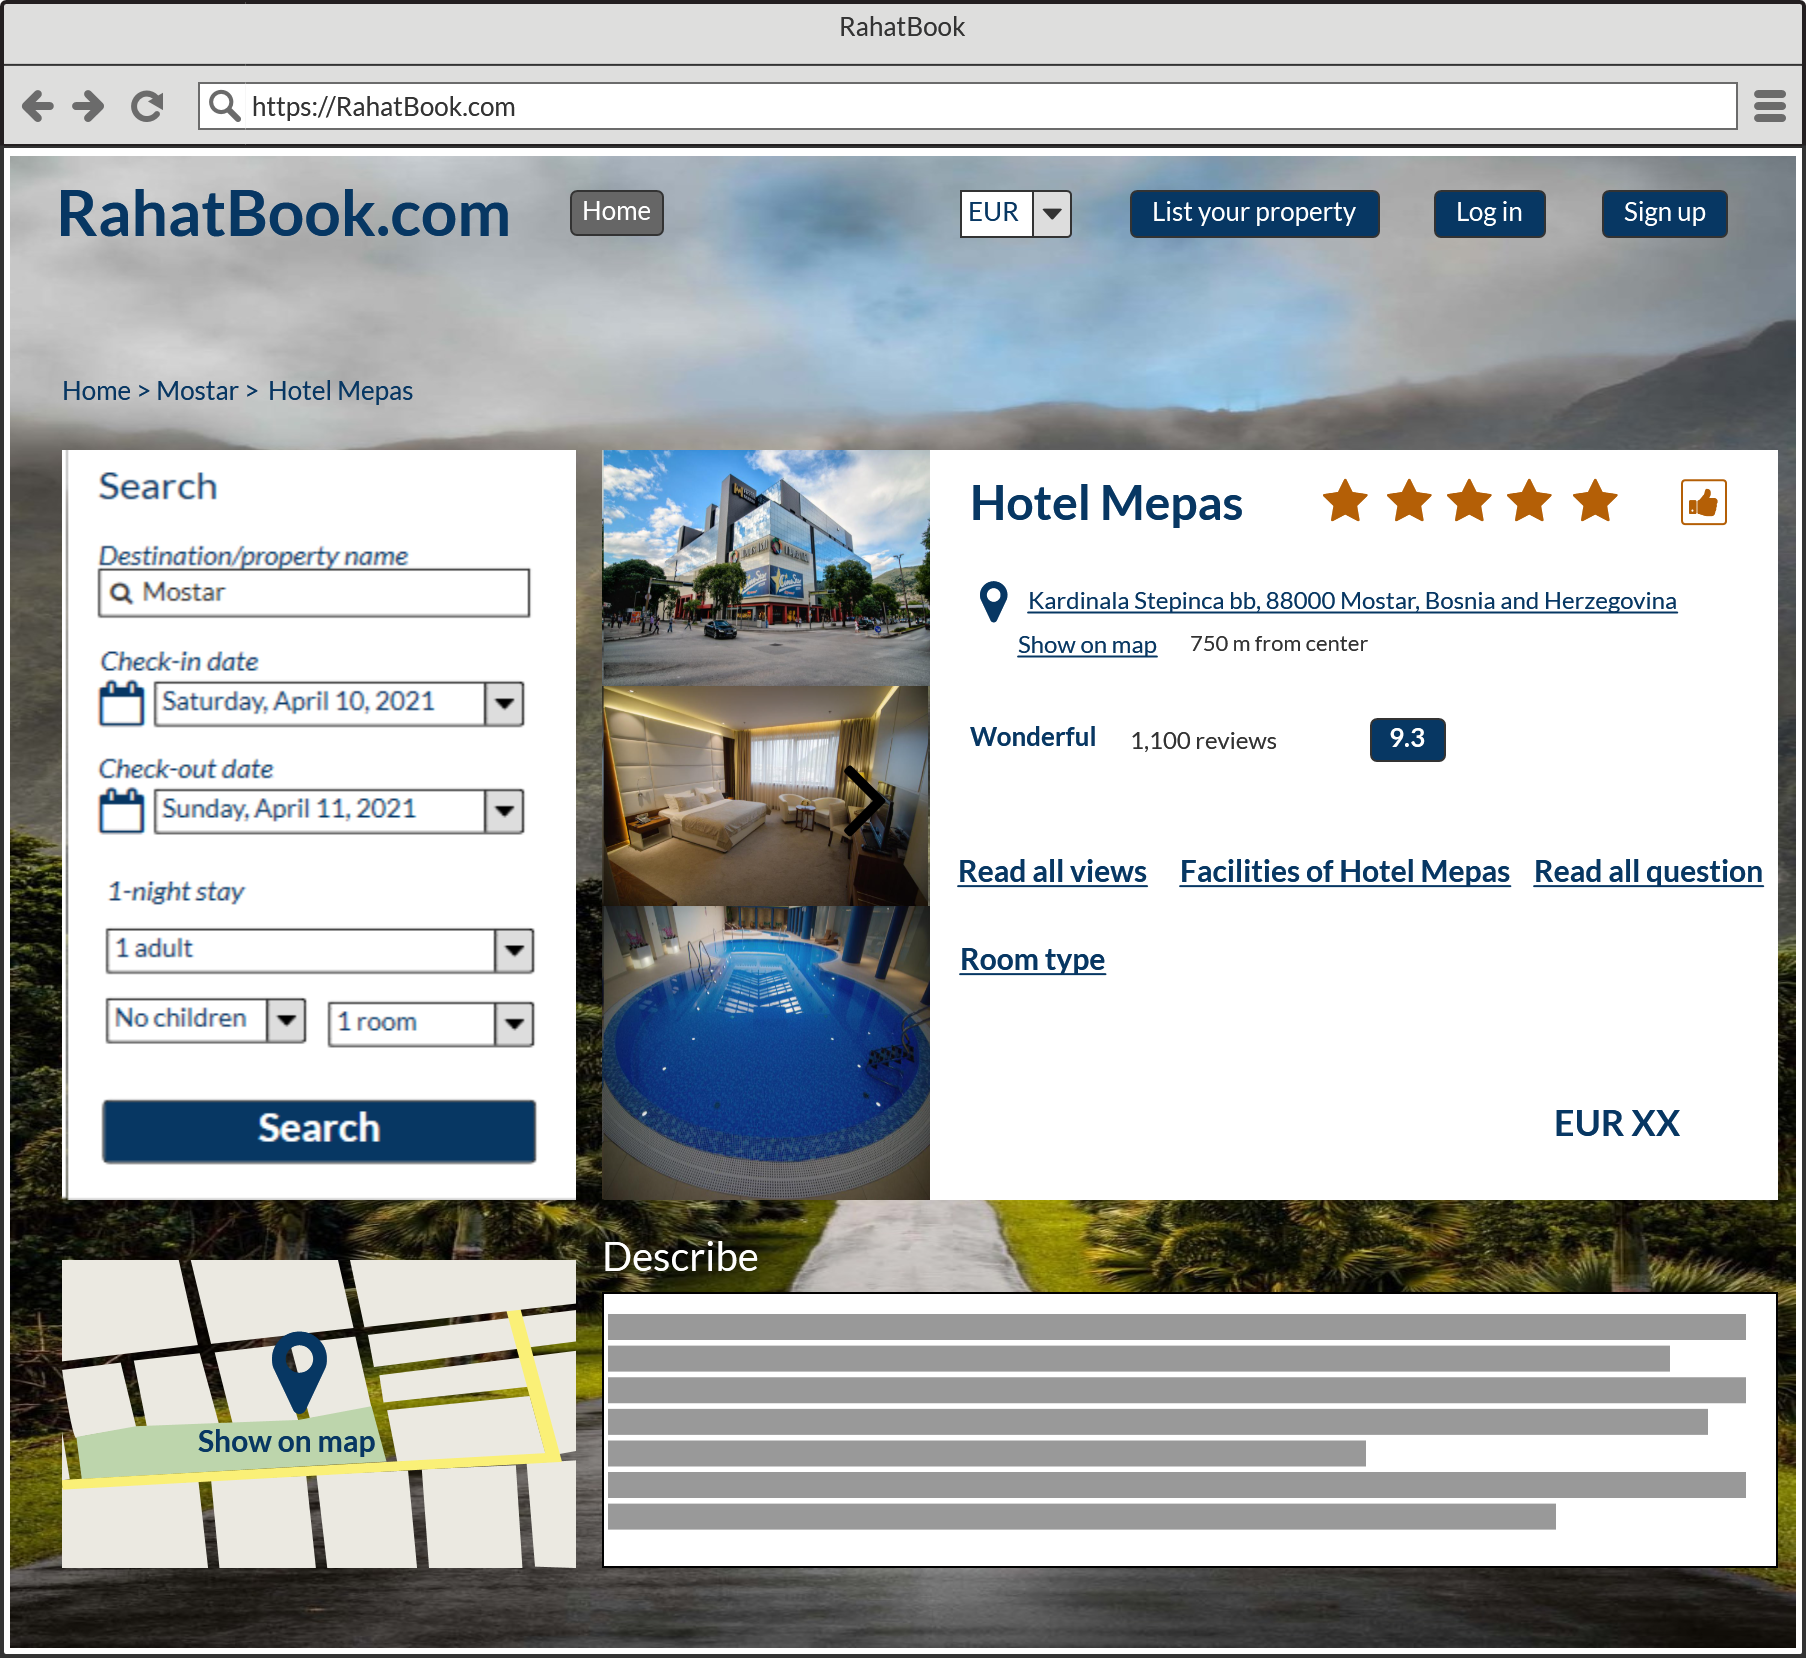 RahatBook
https://RahatBook.com
RahatBook.com
Home
EUR
List your property
Log in
Sign up
Home > Mostar > Hotel Mepas
Search
Destination/property name
Mostar
Check-in date
Saturday, April 10, 2021
Check-out date
Sunday, April 11, 2021
1-night stay
1 adult
No children
1 room
Search
Hotel Mepas
Kardinala Stepinca bb, 88000 Mostar, Bosnia and Herzegovina
Show on map
750 m from center
Wonderful
1,100 reviews
9.3
Read all views
Facilities of Hotel Mepas
Read all question
Room type
EUR XX
Show on map
Describe